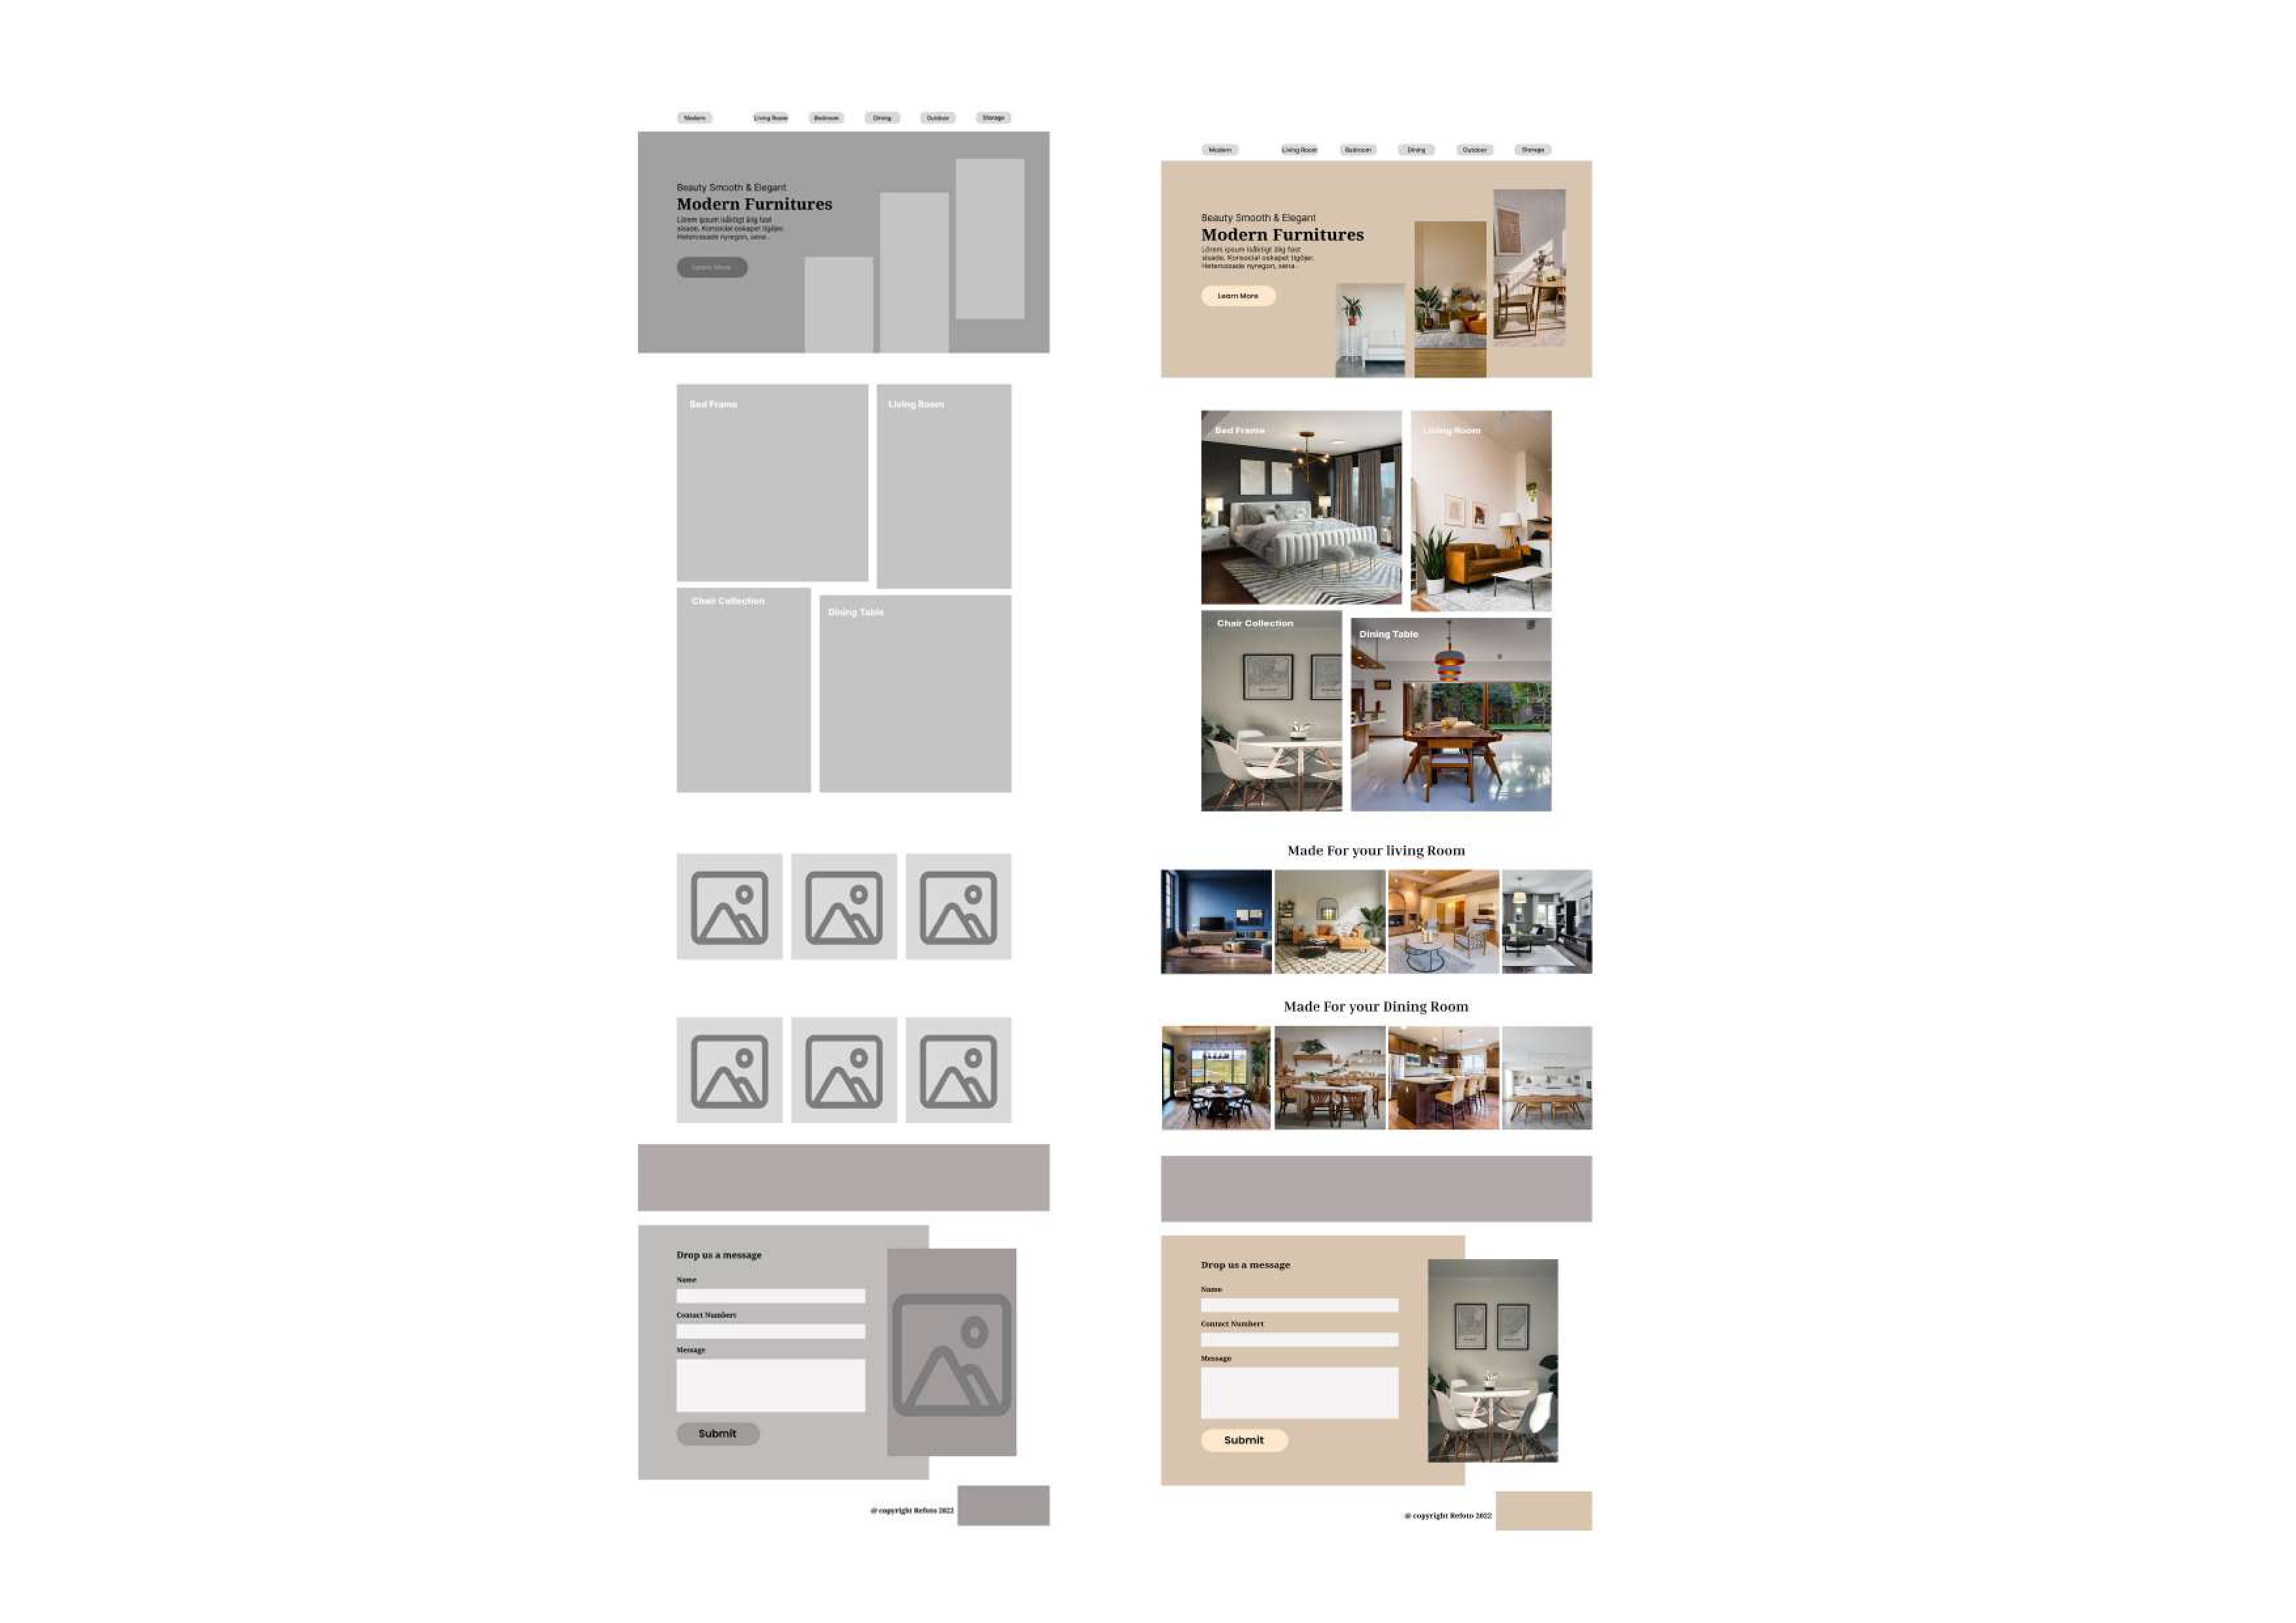 Modern
Living Room
Bedroom
Dining
Outdoor
Storage
Beauty Smooth & Elegant
Modern Furnitures
Lörem ipsum isåktigt åig fast
sisade. Konsocial oskapet tigöjer.
Heterossade nyregon, sena .
Learn More
Bed Frame
Living Room
Chair Collection
Dining Table
Drop us a message
Name
Contact Numbert
Message
Submit
@ copyright Refoto 2022
Modern
Living Room
Bedroom
Dining
Outdoor
Storage
Beauty Smooth & Elegant
Modern Furnitures
Lörem ipsum isåktigt åig fast
sisade. Konsocial oskapet tigöjer.
Heterossade nyregon, sena .
Learn More
Bed Frame
Living Room
Chair Collection
Dining Table
Made For your living Room
Made For your Dining Room
Drop us a message
Name
Contact Numbert
Message
Submit
@ copyright Refoto 2022